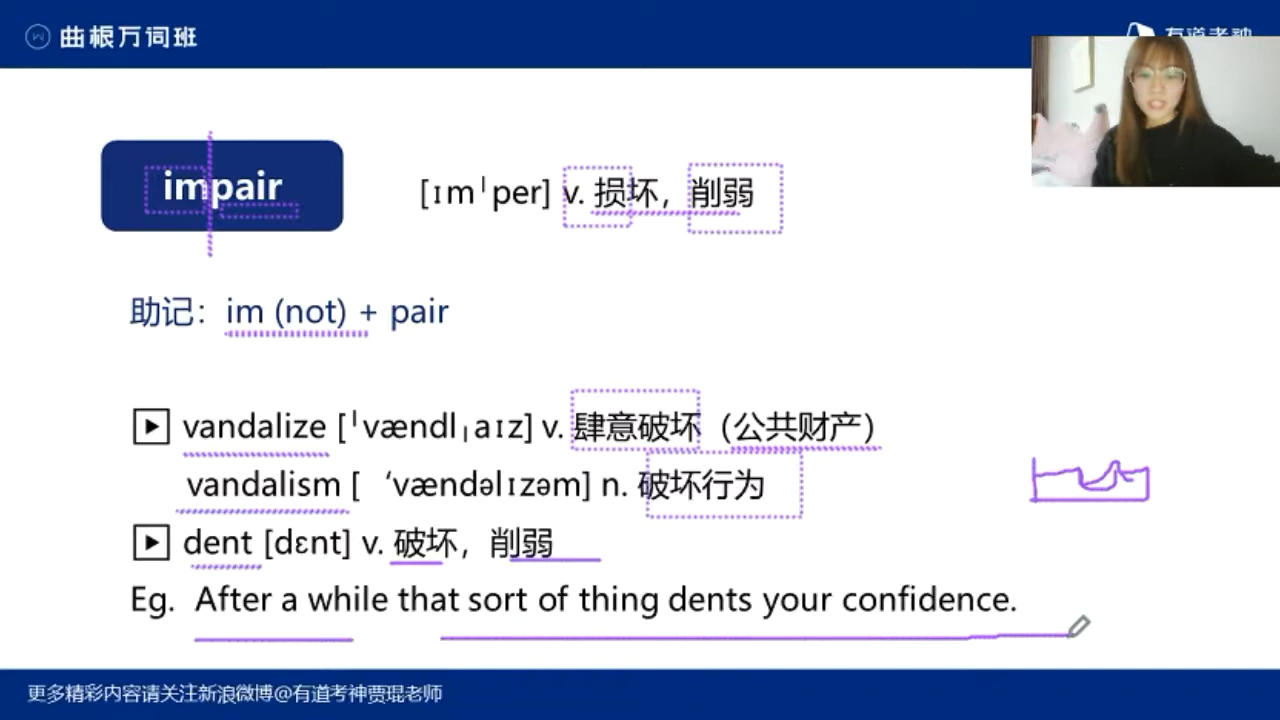 曲根万词班
有道考神
impair
[ɪmˈper] v. 损坏，削弱
助记：im (not) + pair
vandalize [ˈvændlˌaɪz] v. 肆意破坏（公共财产）
vandalism [ ‘vændəlɪzəm] n. 破坏行为
dent [dɛnt] v. 破坏，削弱
Eg. After a while that sort of thing dents your confidence.
更多精彩内容请关注新浪微博@有道考神贾琨老师